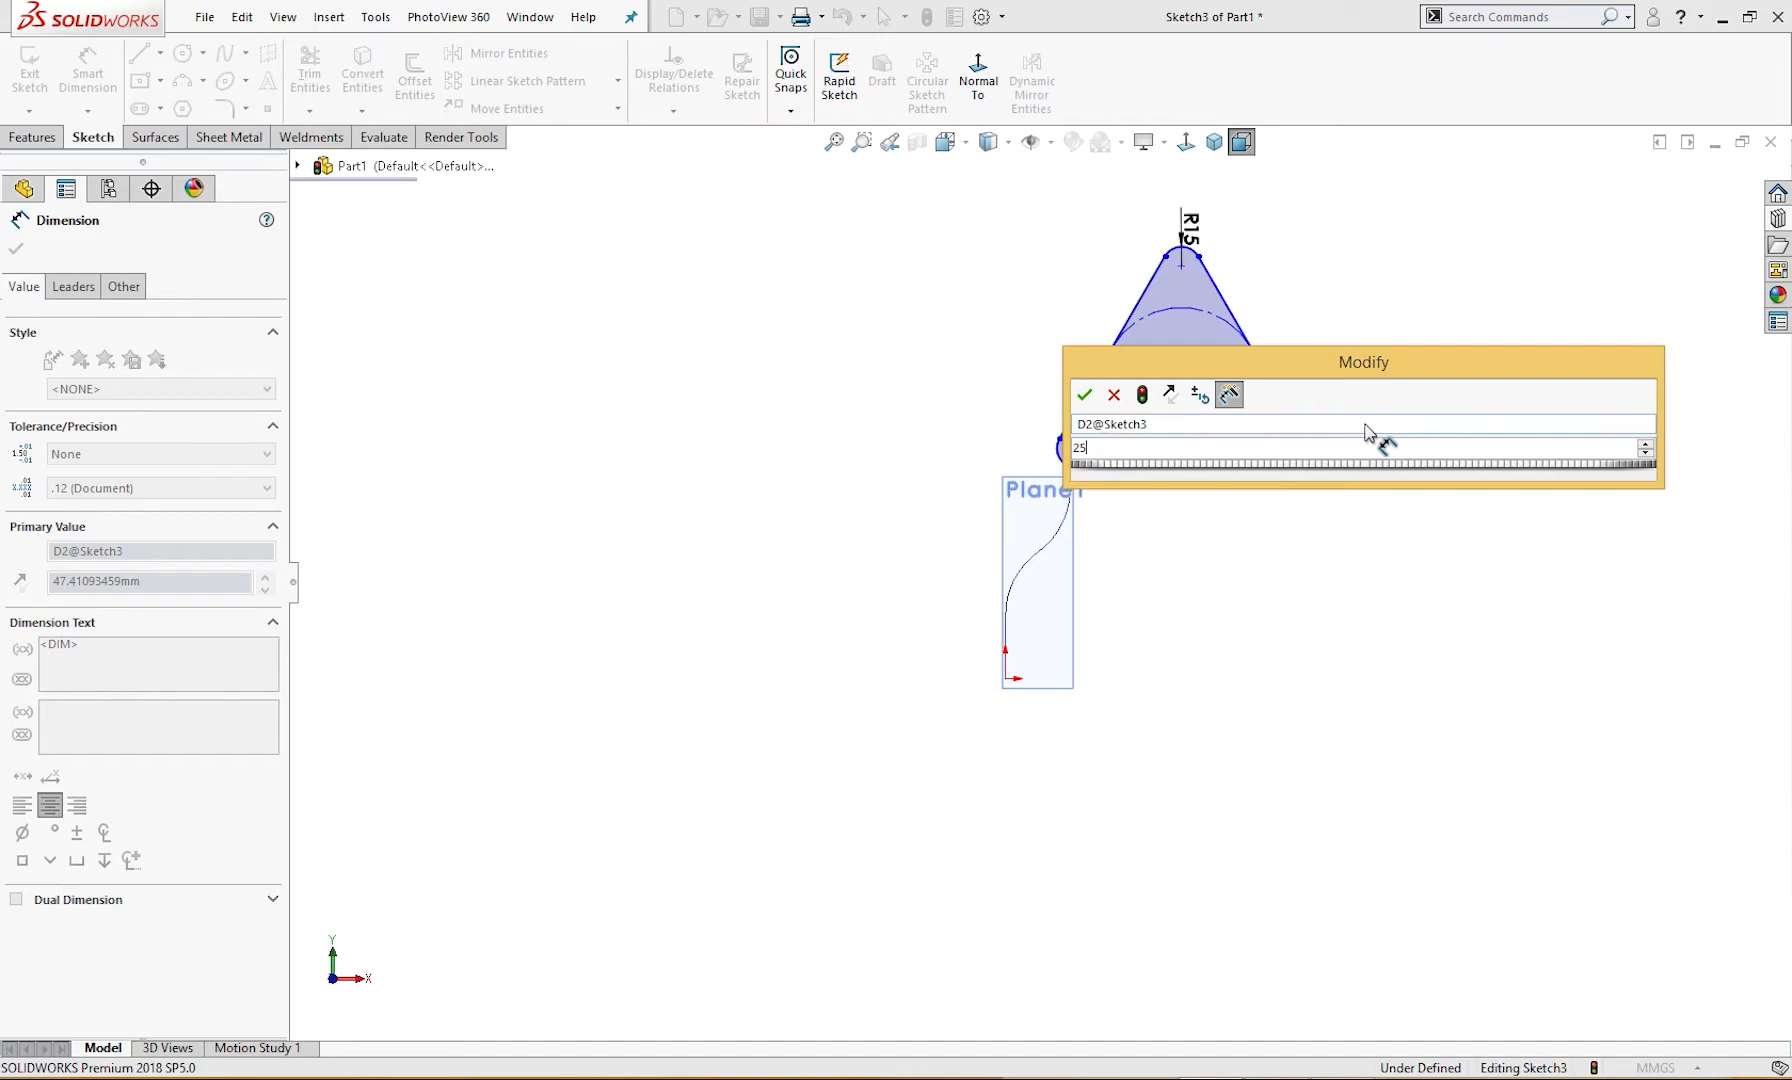 SOLIDWORKS
File Edit View Insert Tools PhotoView 360 Window Help
Sketch3 of Part1 *
Search Commands
?
Exit Sketch
Smart Dimension
Trim Entities
Convert Entities
Offset Entities
Mirror Entities
Linear Sketch Pattern
Move Entities
Display/Delete Relations
Repair Sketch
Quick Snaps
Rapid Sketch
Draft
Circular Sketch Pattern
Normal To
Dynamic Mirror Entities
Features Sketch Surfaces Sheet Metal Weldments Evaluate Render Tools
Part1 (Default<<Default>...
Dimension
?
Value Leaders Other
Style
<NONE>
Tolerance/Precision
None
.12 (Document)
Primary Value
D2@Sketch3
47.41093459mm
Dimension Text
<DIM>
Dual Dimension
R15
Modify
D2@Sketch3
25
Plane1
Y
X
Model 3D Views Motion Study 1
SOLIDWORKS Premium 2018 SP5.0
Under Defined Editing Sketch3 MMGS